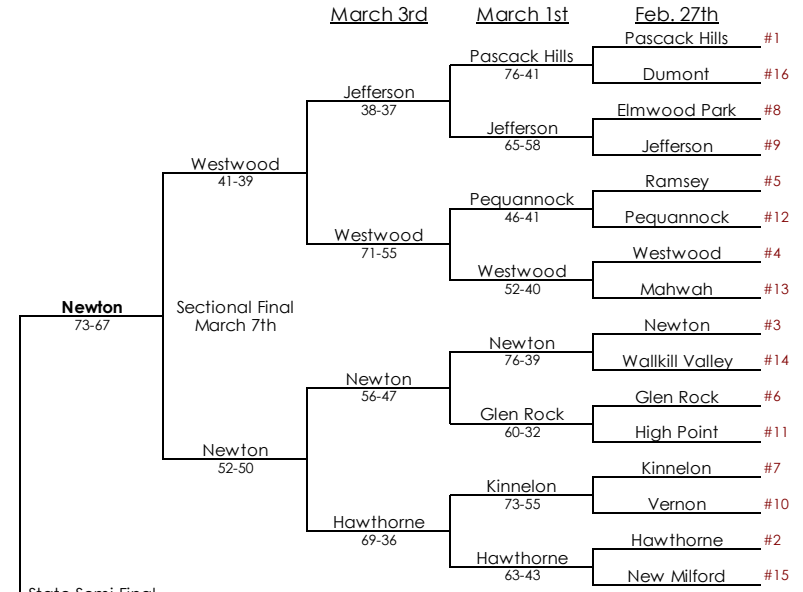 March 3rd March 1st Feb. 27th
Pascack Hills #1
Pascack Hills
76-41
Dumont #16
Jefferson
38-37
Elmwood Park #8
Jefferson
65-58
Jefferson #9
Westwood
41-39
Ramsey #5
Pequannock
46-41
Pequannock #12
Westwood
71-55
Westwood #4
Westwood
52-40
Mahwah #13
Newton
73-67
Sectional Final
March 7th
Newton #3
Newton
76-39
Wallkill Valley #14
Newton
56-47
Glen Rock #6
Glen Rock
60-32
High Point #11
Newton
52-50
Kinnelon #7
Kinnelon
73-55
Vernon #10
Hawthorne
69-36
Hawthorne #2
Hawthorne
63-43
New Milford #15
State Semi Final